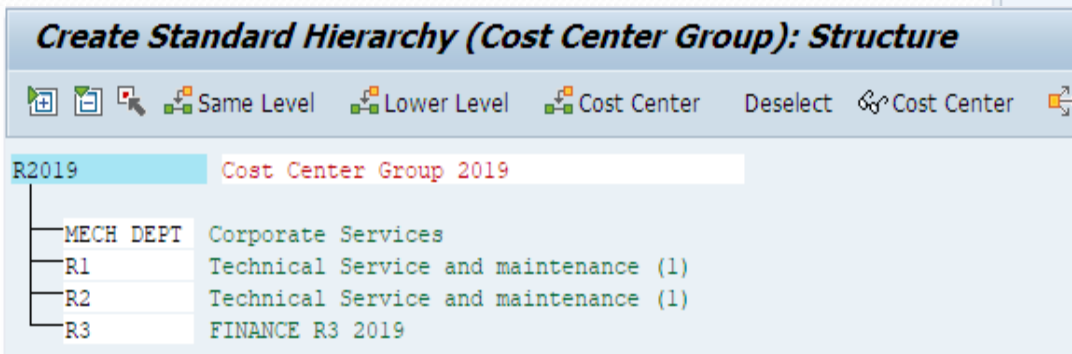 Create Standard Hierarchy (Cost Center Group): Structure
Same Level Lower Level Cost Center Deselect Cost Center
R2019 Cost Center Group 2019
MECH DEPT Corporate Services
R1 Technical Service and maintenance (1)
R2 Technical Service and maintenance (1)
R3 FINANCE R3 2019